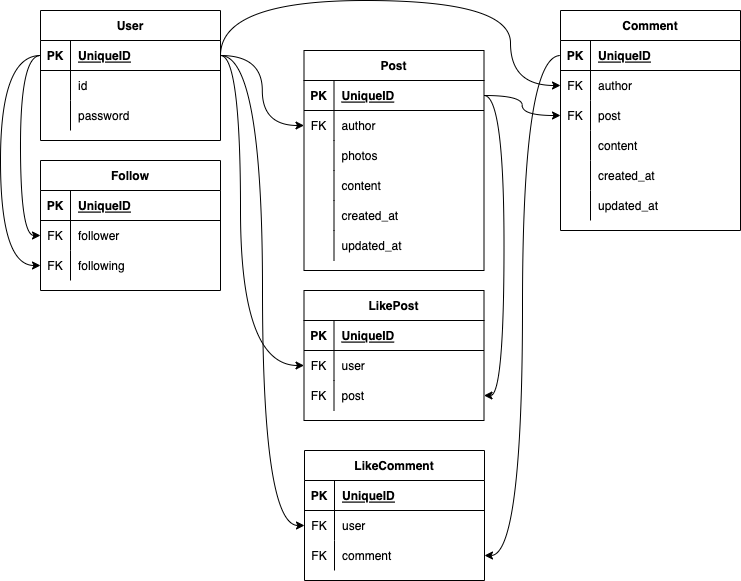 User
PK UniqueID
id
password
Follow
PK UniqueID
FK follower
FK following
Post
PK UniqueID
FK author
photos
content
created_at
updated_at
LikePost
PK UniqueID
FK user
FK post
LikeComment
PK UniqueID
FK user
FK comment
Comment
PK UniqueID
FK author
FK post
content
created_at
updated_at